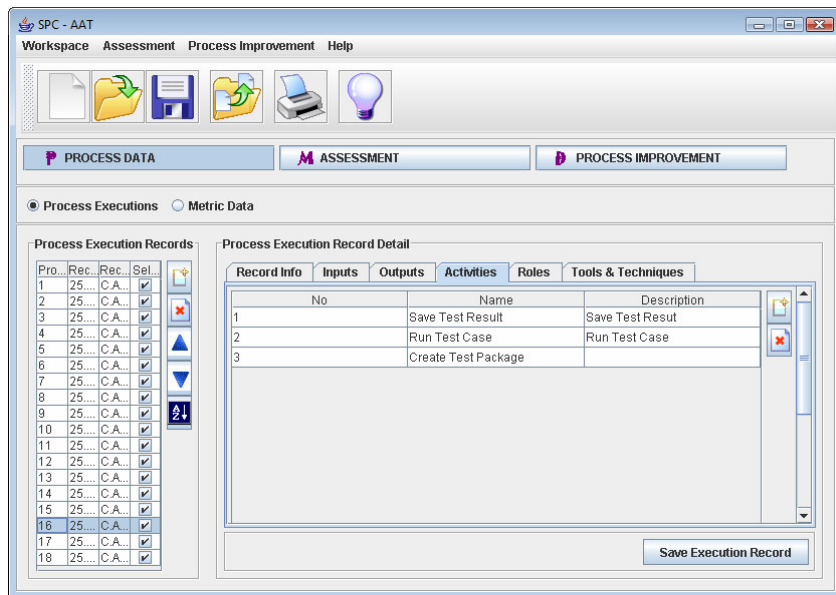 SPC - AAT
Workspace Assessment Process Improvement Help
P PROCESS DATA M ASSESSMENT PROCESS IMPROVEMENT
Process Executions Metric Data
Process Execution Records
Pro... Rec... Rec... Sel...
1 25.... C.A...
2 25.... C.A...
3 25.... C.A...
4 25.... C.A...
5 25.... C.A...
6 25.... C.A...
7 25.... C.A...
8 25.... C.A...
9 25.... C.A...
10 25.... C.A...
11 25.... C.A...
12 25.... C.A...
13 25.... C.A...
14 25.... C.A...
15 25.... C.A...
16 25.... C.A...
17 25.... C.A...
18 25.... C.A...
A
Z
Process Execution Record Detail
Record Info Inputs Outputs Activities Roles Tools & Techniques
No Name Description
1 Save Test Result Save Test Resut
2 Run Test Case Run Test Case
3 Create Test Package
Save Execution Record